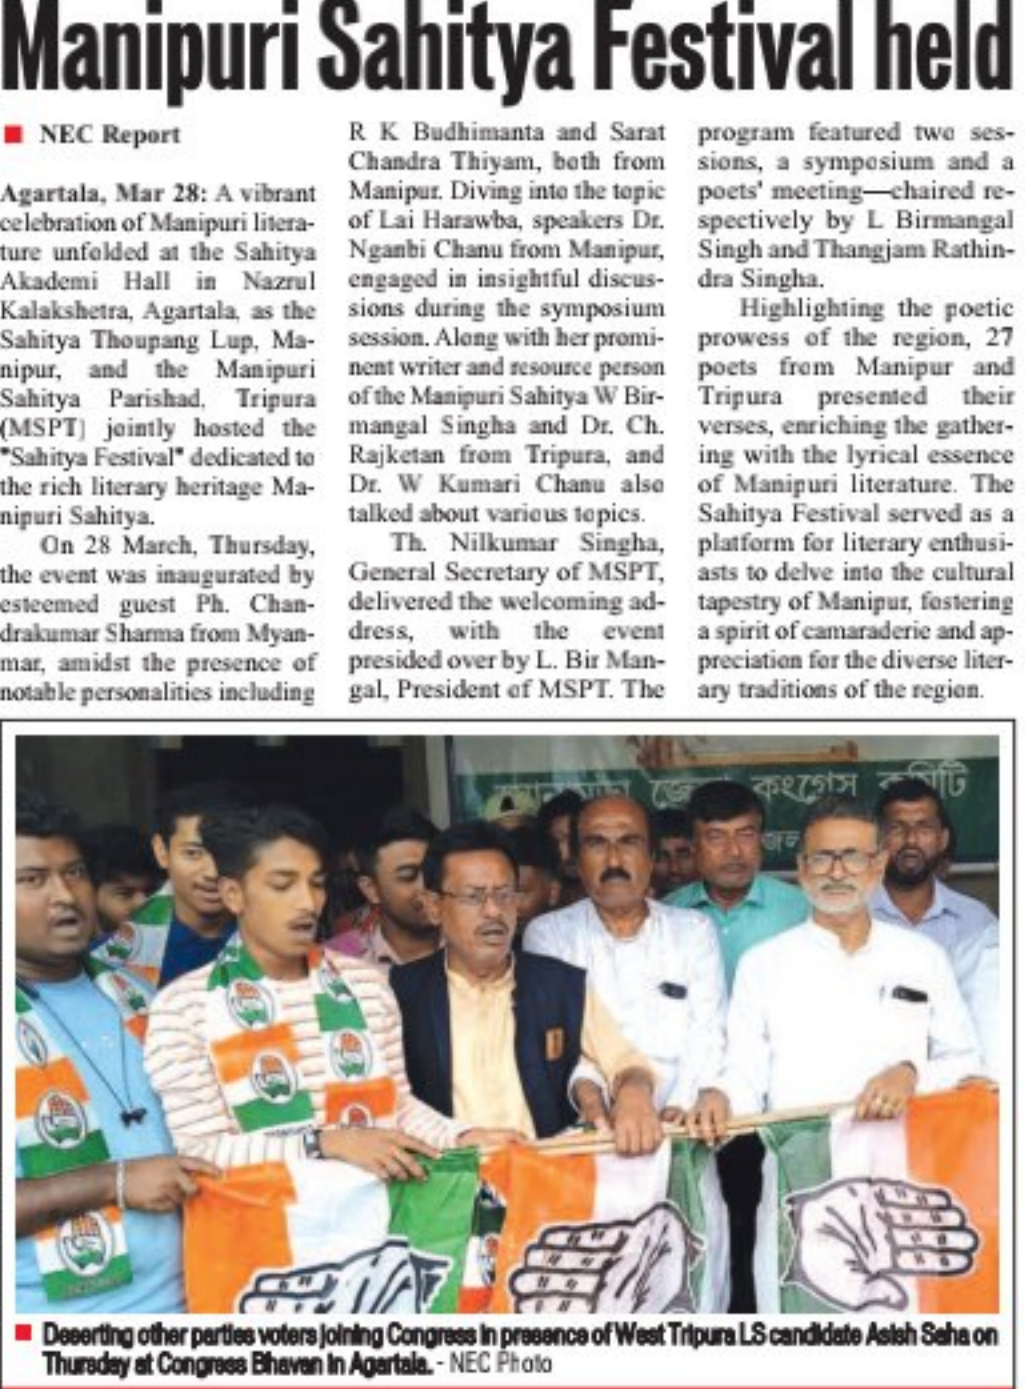 Manipuri Sahitya Festival held
NEC Report
Agartala, Mar 28: A vibrant
celebration of Manipuri litera-
ture unfolded at the Sahitya
Akademi Hall in Nazrul
Kalakshetra, Agartala, as the
Sahitya Thoupang Lup, Ma-
nipur, and the Manipuri
Sahitya Parishad, Tripura
(MSPT) jointly hosted the
"Sahitya Festival" dedicated to
the rich literary heritage Ma-
nipuri Sahitya.
On 28 March, Thursday,
the event was inaugurated by
esteemed guest Ph. Chan-
drakumar Sharma from Myan-
mar, amidst the presence of
notable personalities including
R K Budhimanta and Sarat
Chandra Thiyam, both from
Manipur. Diving into the topic
of Lai Harawba, speakers Dr.
Nganbi Chanu from Manipur,
engaged in insightful discus-
sions during the symposium
session. Along with her promi-
nent writer and resource person
of the Manipuri Sahitya W Bir-
mangal Singha and Dr. Ch.
Rajketan from Tripura, and
Dr. W Kumari Chanu also
talked about various topics.
Th. Nilkumar Singha,
General Secretary of MSPT,
delivered the welcoming ad-
dress, with the event
presided over by L. Bir Man-
gal, President of MSPT. The
program featured two ses-
sions, a symposium and a
poets' meeting—chaired re-
spectively by L Birmangal
Singh and Thangjam Rathin-
dra Singha.
Highlighting the poetic
prowess of the region, 27
poets from Manipur and
Tripura presented their
verses, enriching the gather-
ing with the lyrical essence
of Manipuri literature. The
Sahitya Festival served as a
platform for literary enthusi-
asts to delve into the cultural
tapestry of Manipur, fostering
a spirit of camaraderie and ap-
preciation for the diverse liter-
ary traditions of the region.
জেলা কংগ্রেস কমিটি
Deserting other parties voters joining Congress in presence of West Tripura LS candidate Asish Saha on
Thursday at Congress Bhavan in Agartala. - NEC Photo